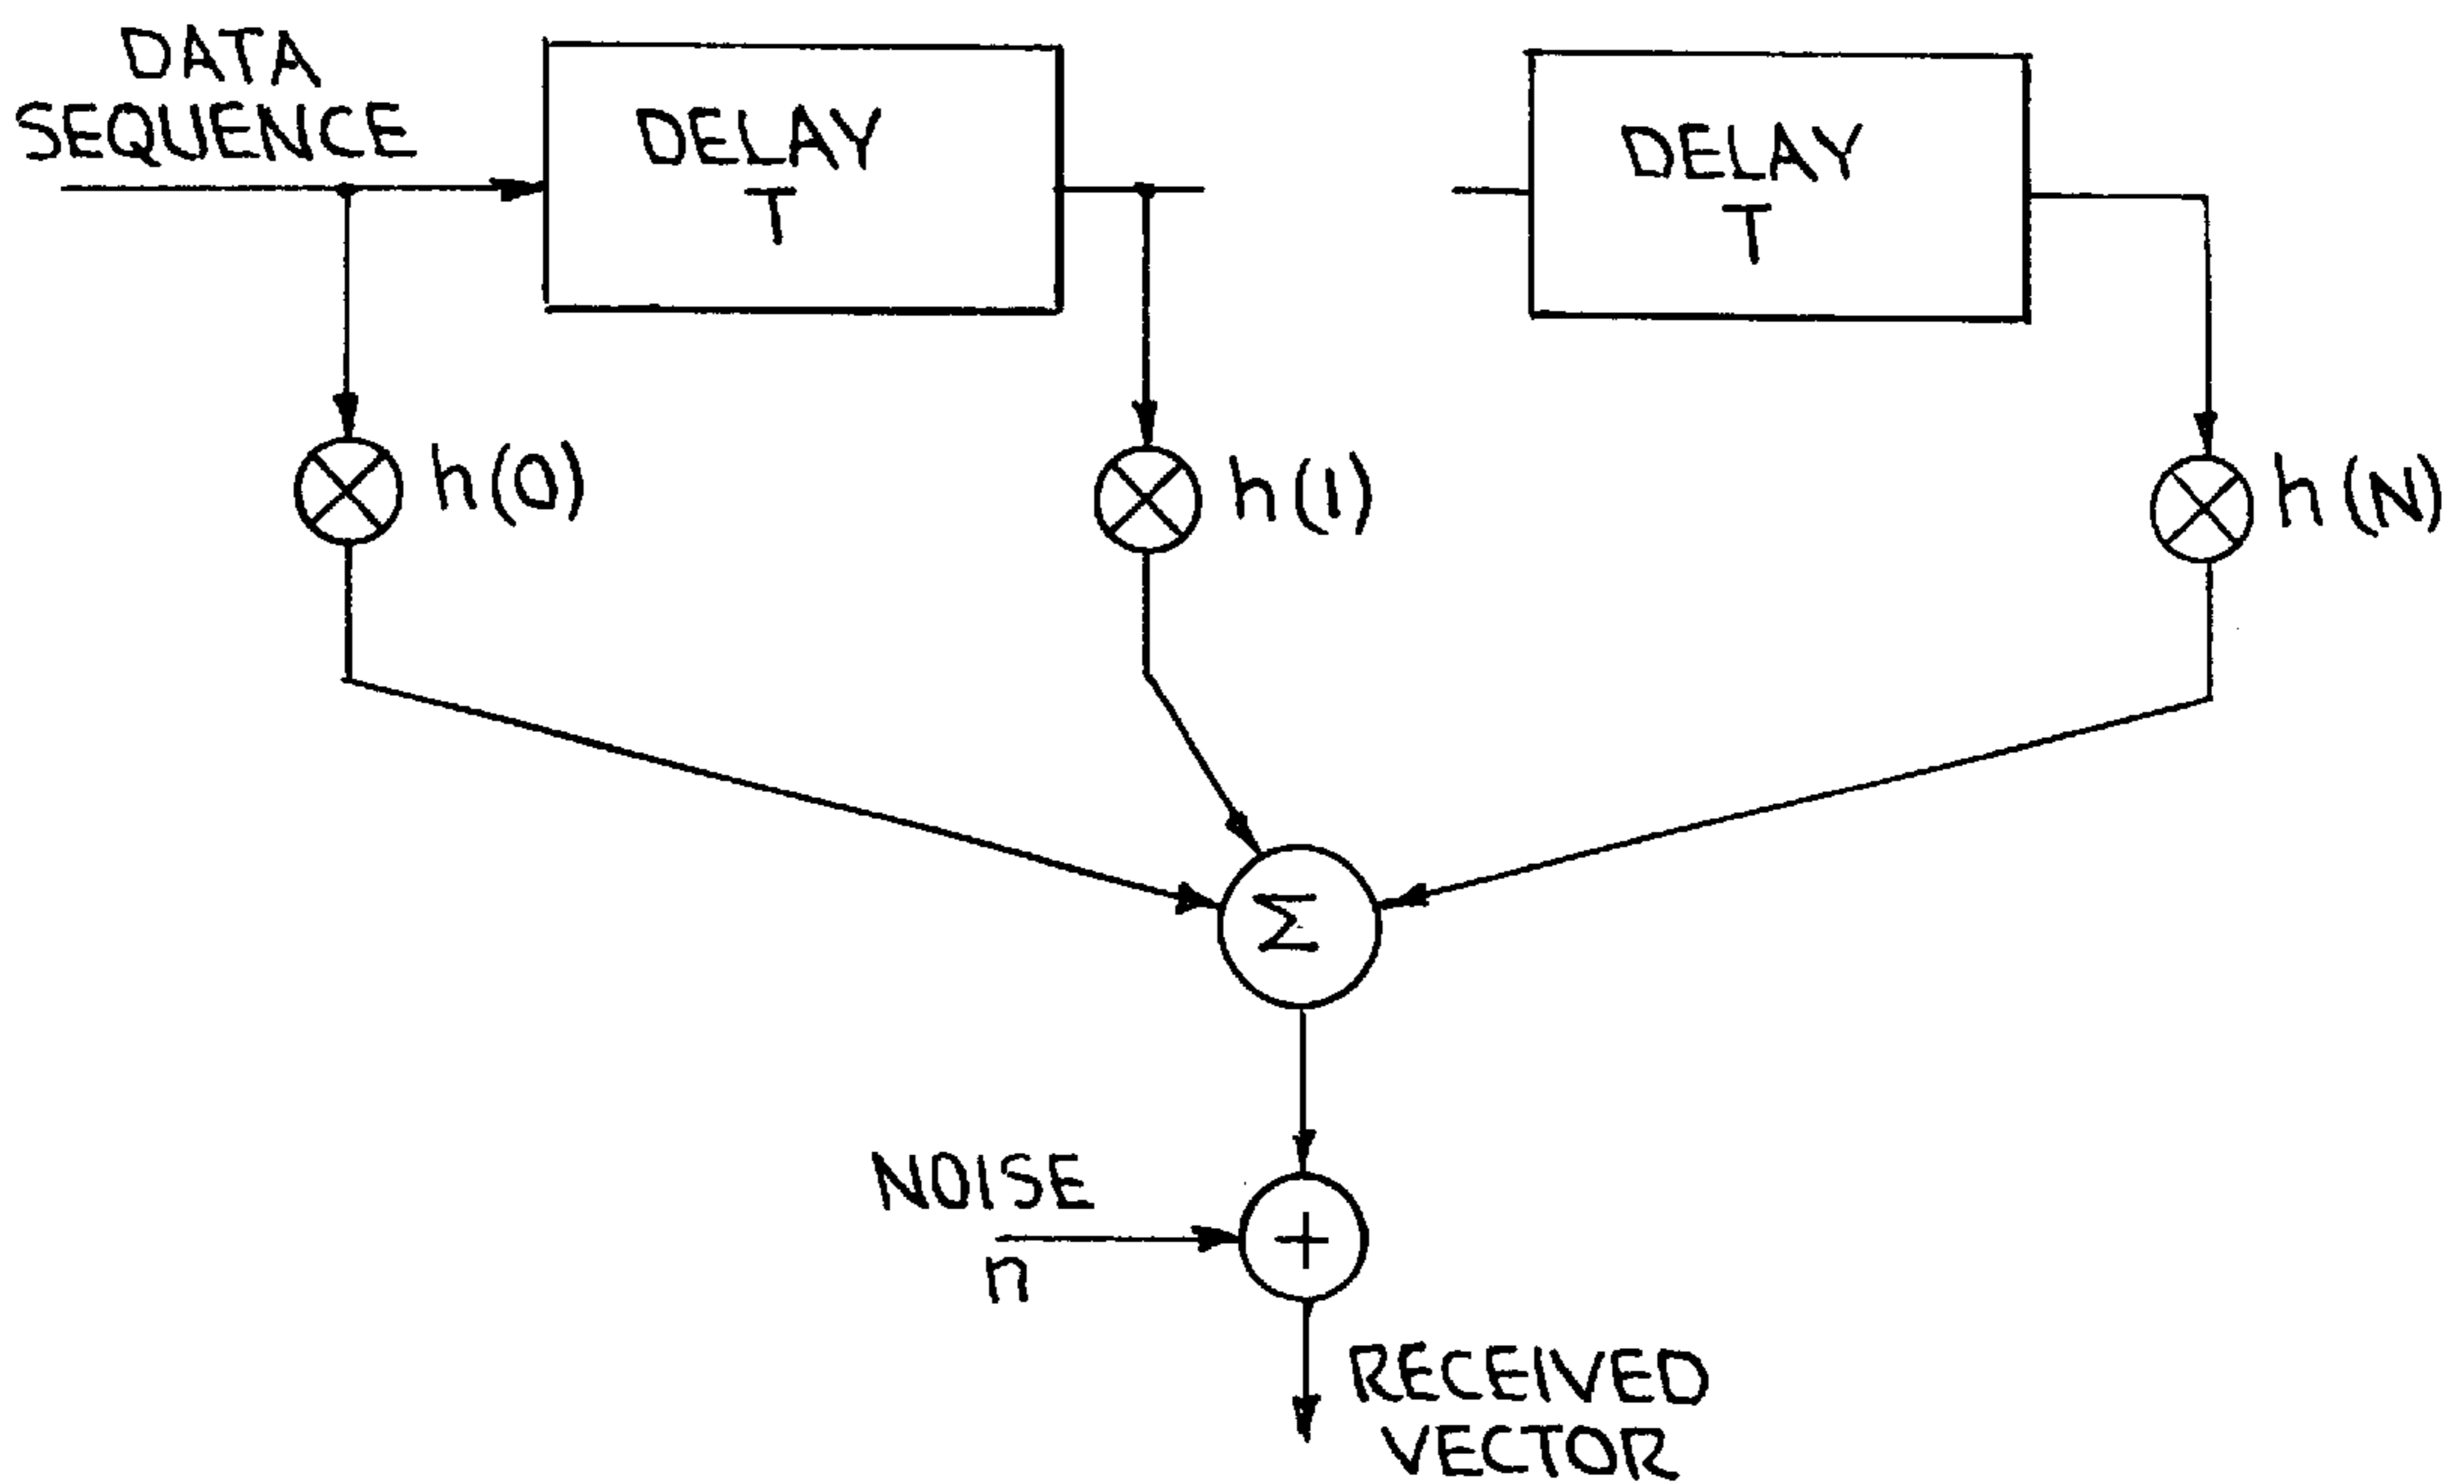 DATA
SEQUENCE
DELAY
T
DELAY
T
h(0)
h(1)
h(N)
Σ
NOISE
n
+
RECEIVED
VECTOR